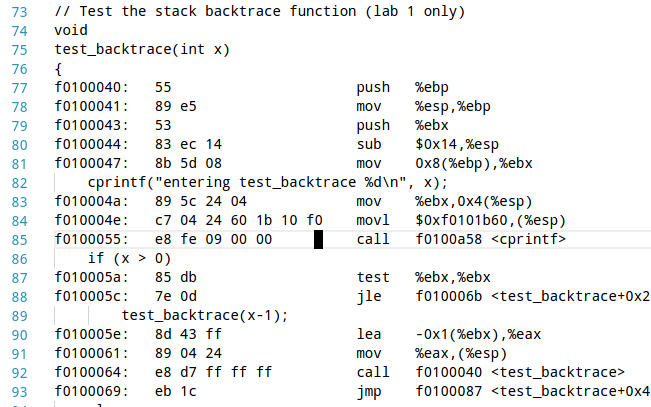 73 // Test the stack backtrace function (lab 1 only)
74 void
75 test_backtrace(int x)
76 {
77 f0100040: 55 push %ebp
78 f0100041: 89 e5 mov %esp,%ebp
79 f0100043: 53 push %ebx
80 f0100044: 83 ec 14 sub $0x14,%esp
81 f0100047: 8b 5d 08 mov 0x8(%ebp),%ebx
82 cprintf("entering test_backtrace %d\n", x);
83 f010004a: 89 5c 24 04 mov %ebx,0x4(%esp)
84 f010004e: c7 04 24 60 1b 10 f0 movl $0xf0101b60,(%esp)
85 f0100055: e8 fe 09 00 00 call f0100a58 <cprintf>
86 if (x > 0)
87 f010005a: 85 db test %ebx,%ebx
88 f010005c: 7e 0d jle f010006b <test_backtrace+0x2
89 test_backtrace(x-1);
90 f010005e: 8d 43 ff lea -0x1(%ebx),%eax
91 f0100061: 89 04 24 mov %eax,(%esp)
92 f0100064: e8 d7 ff ff ff call f0100040 <test_backtrace>
93 f0100069: eb 1c jmp f0100087 <test_backtrace+0x4